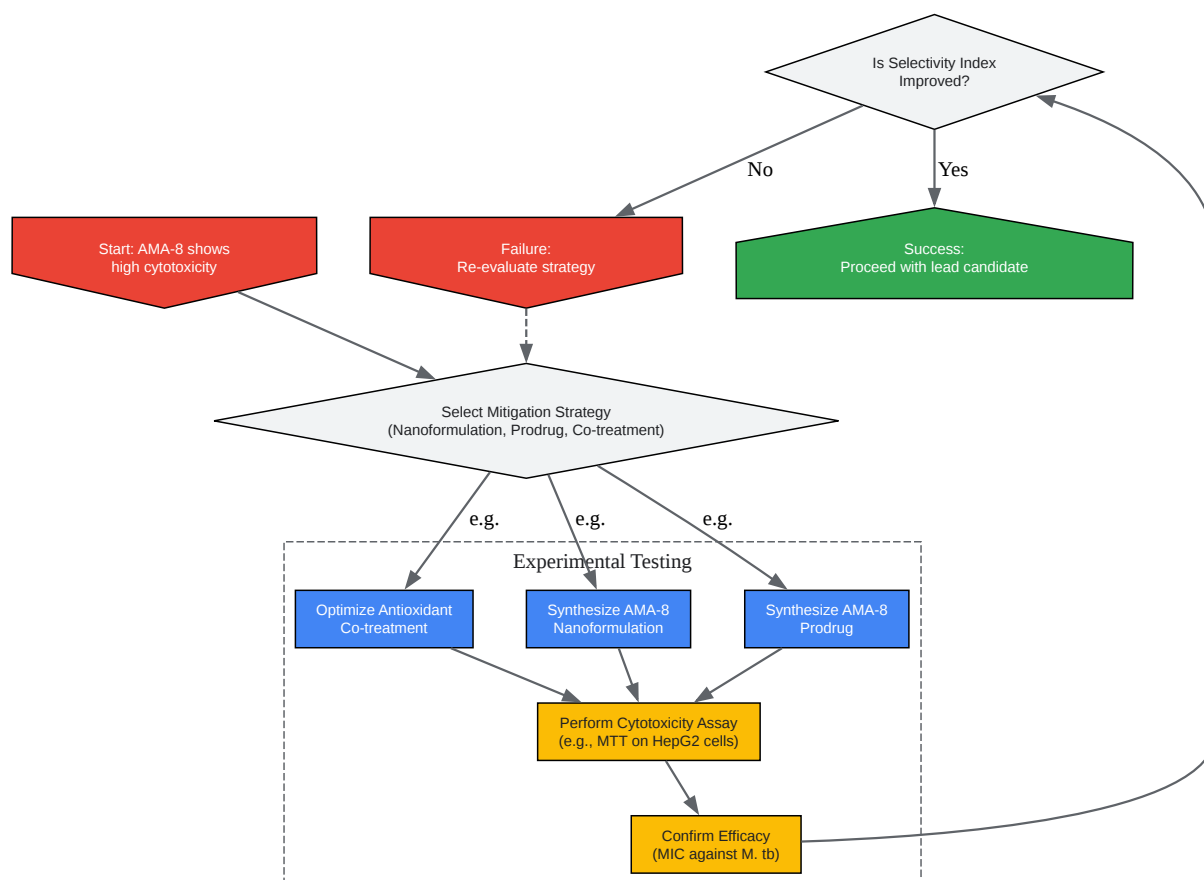 Is Selectivity Index
Improved?
No
Yes
Start: AMA-8 shows
high cytotoxicity
Failure:
Re-evaluate strategy
Success:
Proceed with lead candidate
Select Mitigation Strategy
(Nanoformulation, Prodrug, Co-treatment)
e.g.
e.g.
e.g.
Experimental Testing
Optimize Antioxidant
Co-treatment
Synthesize AMA-8
Nanoformulation
Synthesize AMA-8
Prodrug
Perform Cytotoxicity Assay
(e.g., MTT on HepG2 cells)
Confirm Efficacy
(MIC against M. tb)